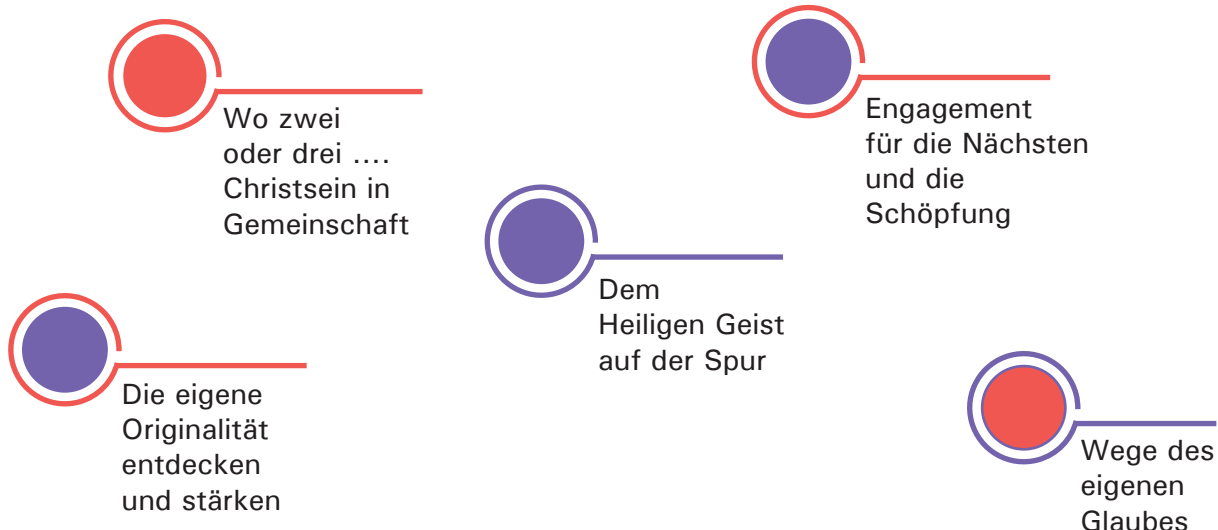 Wo zwei
oder drei ....
Christsein in
Gemeinschaft
Engagement
für die Nächsten
und die
Schöpfung
Dem
Heiligen Geist
auf der Spur
Die eigene
Originalität
entdecken
und stärken
Wege des
eigenen
Glaubes